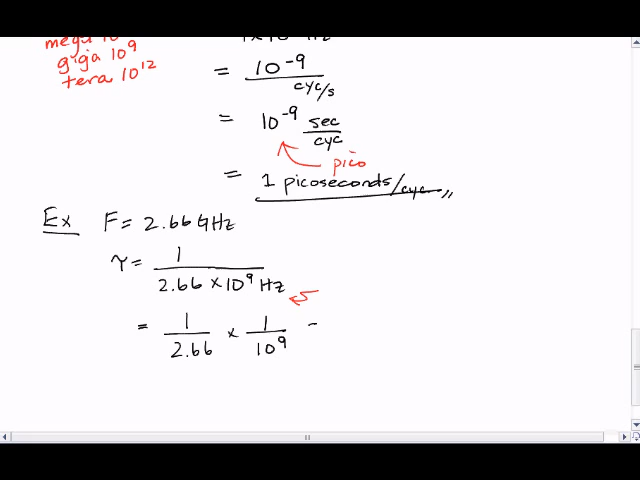 mega 10
giga 10⁹
tera 10¹²
= 10⁻⁹ / cyc/s
= 10⁻⁹ sec/cyc
pico
= 1 picoseconds/cyc
Ex F = 2.66 GHz
τ = 1 / 2.66 × 10⁹ Hz
= 1/2.66 × 1/10⁹